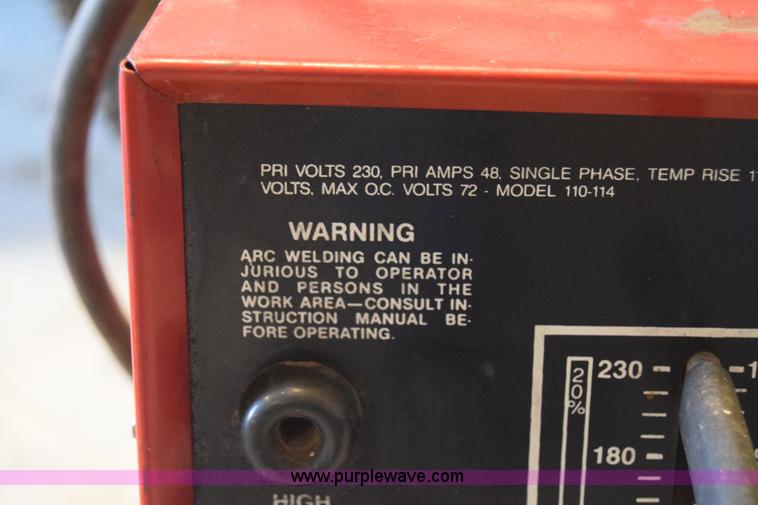 PRI VOLTS 230, PRI AMPS 48, SINGLE PHASE, TEMP RISE
VOLTS, MAX O.C. VOLTS 72 - MODEL 110-114
WARNING
ARC WELDING CAN BE IN-
JURIOUS TO OPERATOR
AND PERSONS IN THE
WORK AREA—CONSULT IN-
STRUCTION MANUAL BE-
FORE OPERATING.
20%
230
180
www.purplewave.com
HIGH